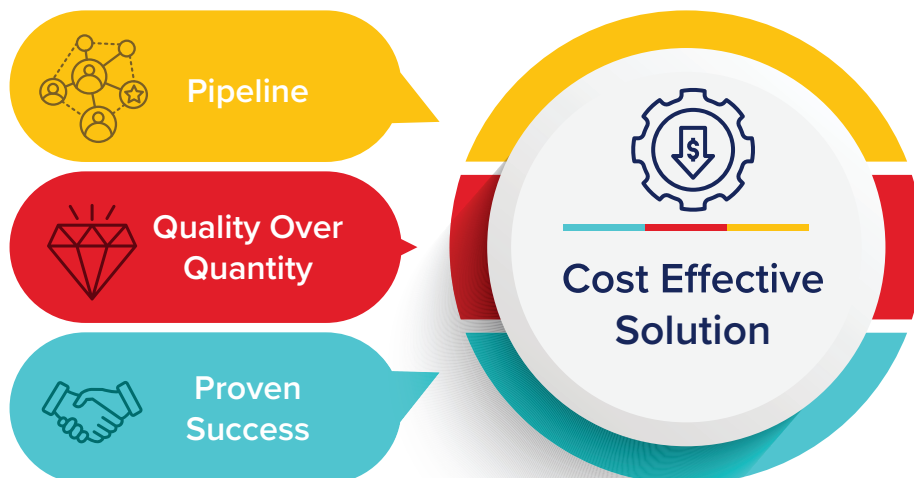 Pipeline
Quality Over
Quantity
Proven
Success
$
Cost Effective
Solution